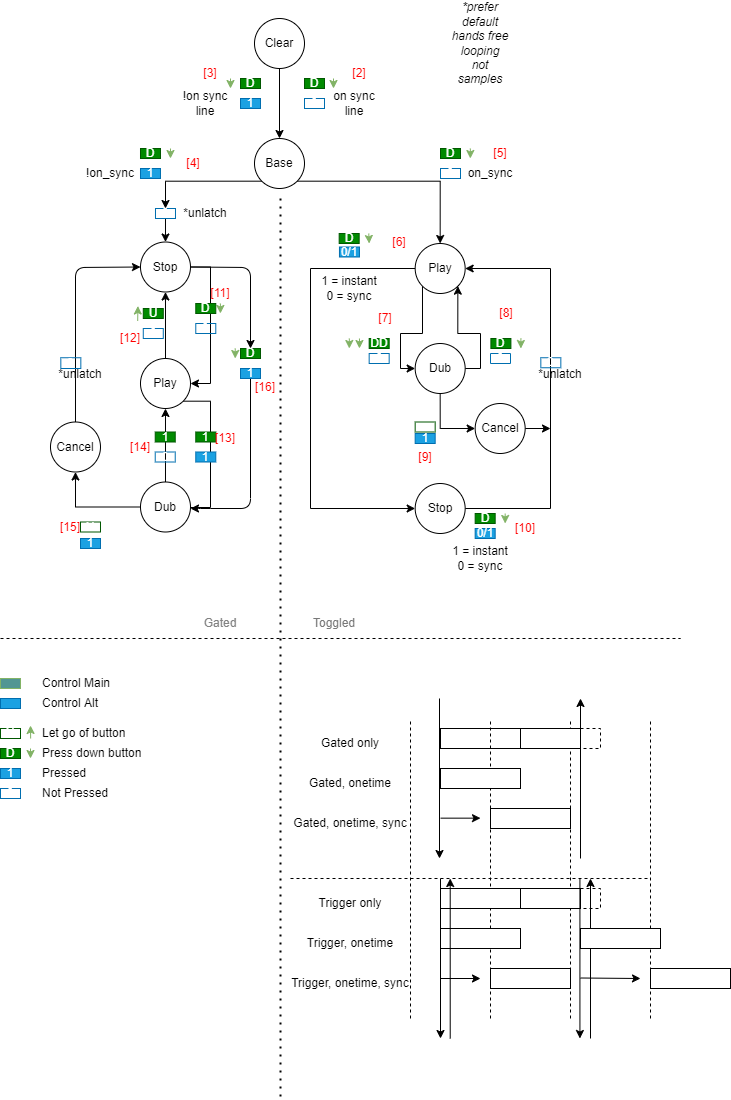 *prefer
default
hands free
looping
not
samples
Clear
[3]
D
D
[2]
!on sync
line
1
on sync
line
D
[4]
Base
D
[5]
!on_sync
1
on_sync
*unlatch
D
[6]
0/1
Stop
Play
1 = instant
0 = sync
[11]
D
U
[12]
[7]
[8]
DD
D
D
1
[16]
*unlatch
Play
Dub
*unlatch
1
1
[13]
[14]
1
Cancel
Cancel
1
[9]
Dub
Stop
D
[10]
0/1
[15]
1
1 = instant
0 = sync
Gated
Toggled
Control Main
Control Alt
Let go of button
D
Press down button
1
Pressed
Not Pressed
Gated only
Gated, onetime
Gated, onetime, sync
Trigger only
Trigger, onetime
Trigger, onetime, sync